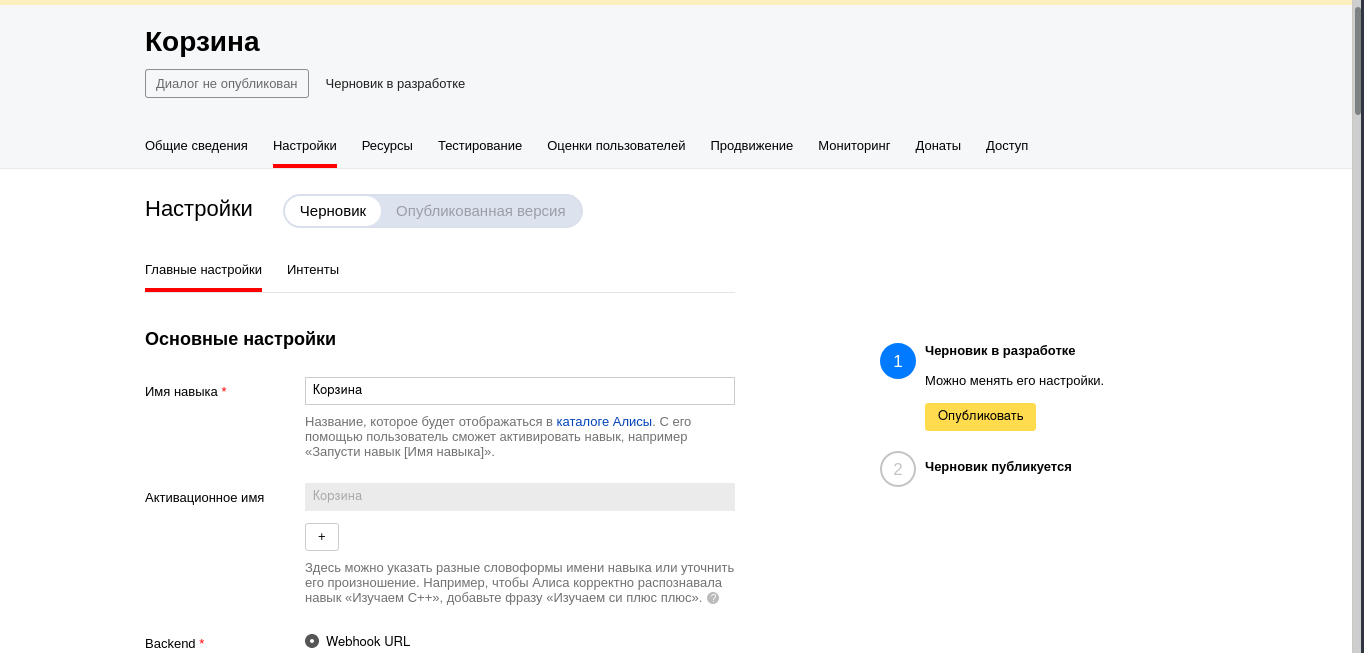 Корзина
Диалог не опубликован Черновик в разработке
Общие сведения Настройки Ресурсы Тестирование Оценки пользователей Продвижение Мониторинг Донаты Доступ
Настройки Черновик Опубликованная версия
Главные настройки Интенты
Основные настройки
Имя навыка * Корзина
Название, которое будет отображаться в каталоге Алисы. С его
помощью пользователь сможет активировать навык, например
«Запусти навык [Имя навыка]».
Активационное имя Корзина
+
Здесь можно указать разные словоформы имени навыка или уточнить
его произношение. Например, чтобы Алиса корректно распознавала
навык «Изучаем C++», добавьте фразу «Изучаем си плюс плюс». ?
Backend * Webhook URL
1 Черновик в разработке
Можно менять его настройки.
Опубликовать
2 Черновик публикуется